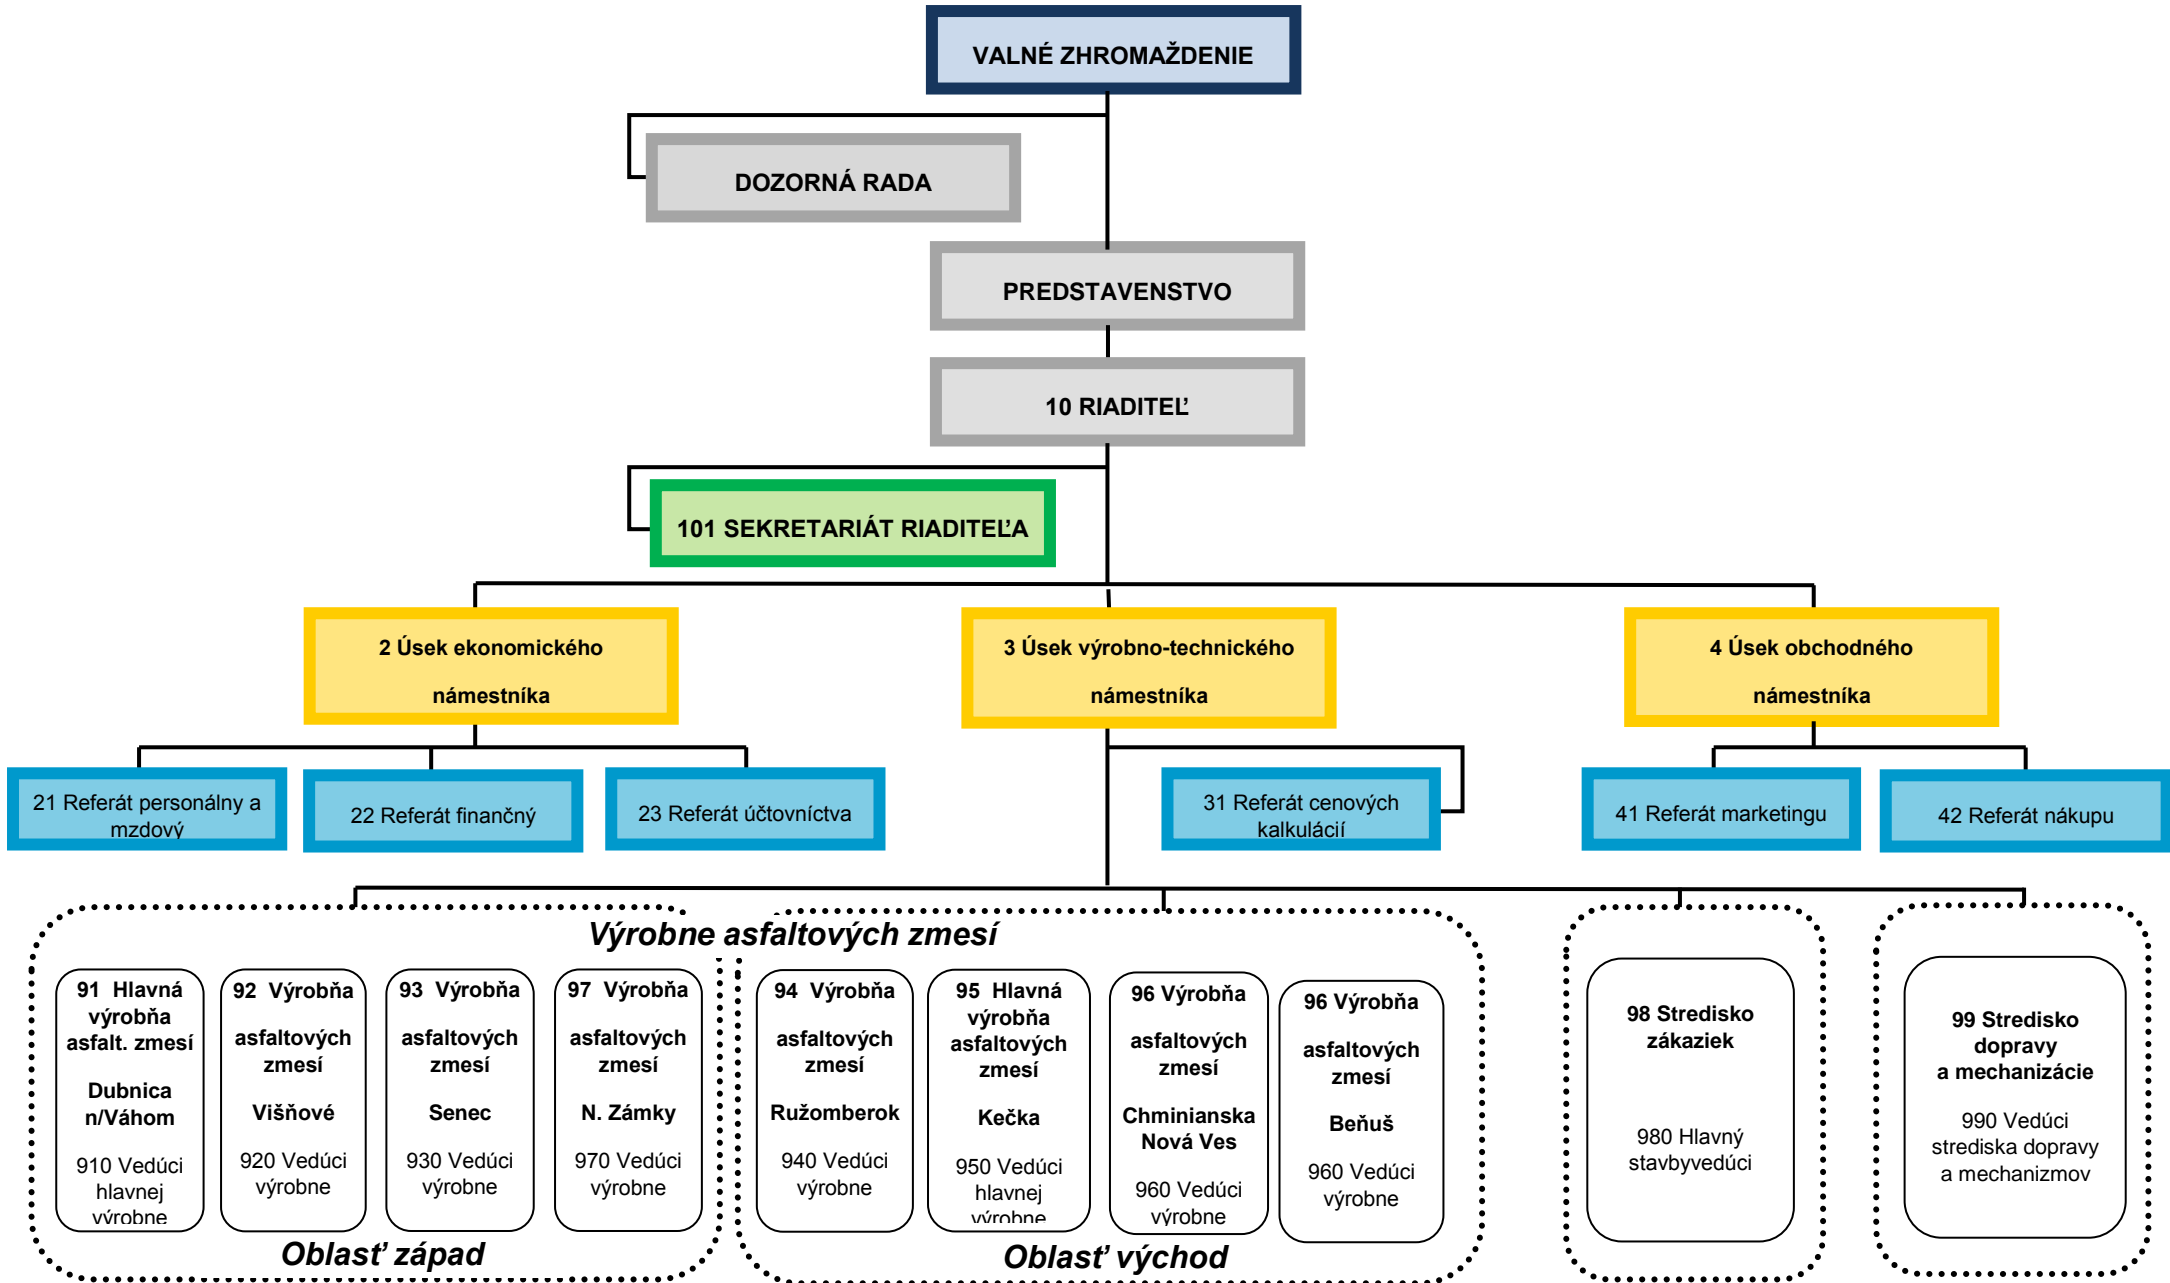 VALNÉ ZHROMAŽDENIE
DOZORNÁ RADA
PREDSTAVENSTVO
10 RIADITEĽ
101 SEKRETARIÁT RIADITEĽA
2 Úsek ekonomického
námestníka
3 Úsek výrobno-technického
námestníka
4 Úsek obchodného
námestníka
21 Referát personálny a
mzdový
22 Referát finančný
23 Referát účtovníctva
31 Referát cenových
kalkulácií
41 Referát marketingu
42 Referát nákupu
Výrobne asfaltových zmesí
91 Hlavná
výrobňa
asfalt. zmesí
Dubnica
n/Váhom
910 Vedúci
hlavnej
výrobne
92 Výrobňa
asfaltových
zmesí
Višňové
920 Vedúci
výrobne
93 Výrobňa
asfaltových
zmesí
Senec
930 Vedúci
výrobne
97 Výrobňa
asfaltových
zmesí
N. Zámky
970 Vedúci
výrobne
Oblasť západ
94 Výrobňa
asfaltových
zmesí
Ružomberok
940 Vedúci
výrobne
95 Hlavná
výrobňa
asfaltových
zmesí
Kečka
950 Vedúci
hlavnej
výrobne
96 Výrobňa
asfaltových
zmesí
Chminianska
Nová Ves
960 Vedúci
výrobne
96 Výrobňa
asfaltových
zmesí
Beňuš
960 Vedúci
výrobne
Oblasť východ
98 Stredisko
zákaziek
980 Hlavný
stavbyvedúci
99 Stredisko
dopravy
a mechanizácie
990 Vedúci
strediska dopravy
a mechanizmov